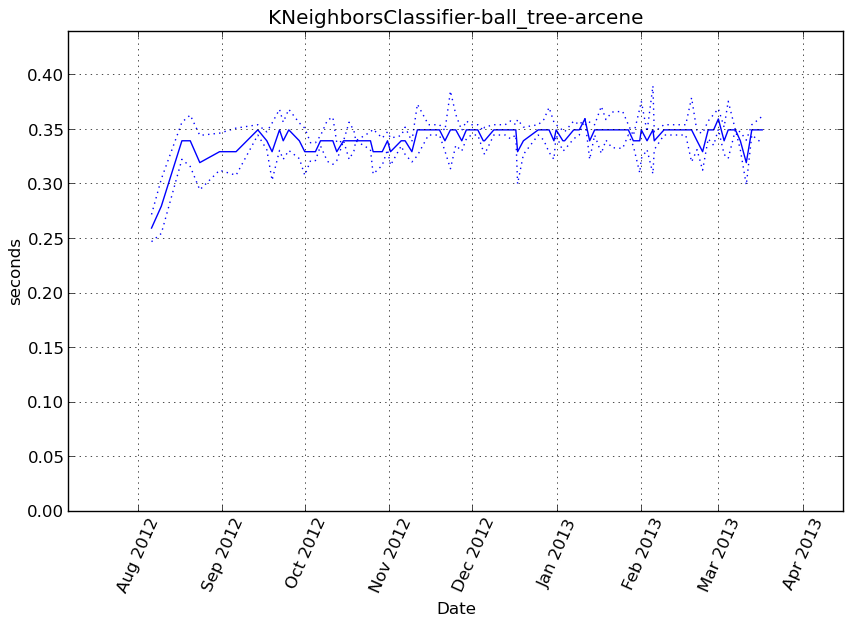 KNeighborsClassifier-ball_tree-arcene
0.40
0.35
0.30
0.25
0.20
0.15
0.10
0.05
0.00
seconds
Aug 2012
Sep 2012
Oct 2012
Nov 2012
Dec 2012
Jan 2013
Feb 2013
Mar 2013
Apr 2013
Date